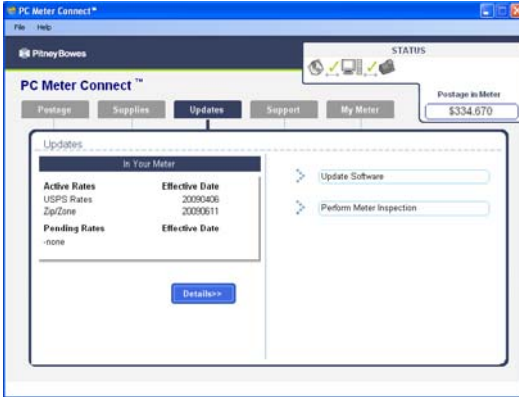 PC Meter Connect*
File Help
Pitney Bowes
STATUS
PC Meter Connect ™
Postage in Meter
$334.670
Postage Supplies Updates Support My Meter
Updates
In Your Meter
Active Rates Effective Date
USPS Rates 20090406
Zip/Zone 20090611
Pending Rates Effective Date
-none
Update Software
Perform Meter Inspection
Details>>